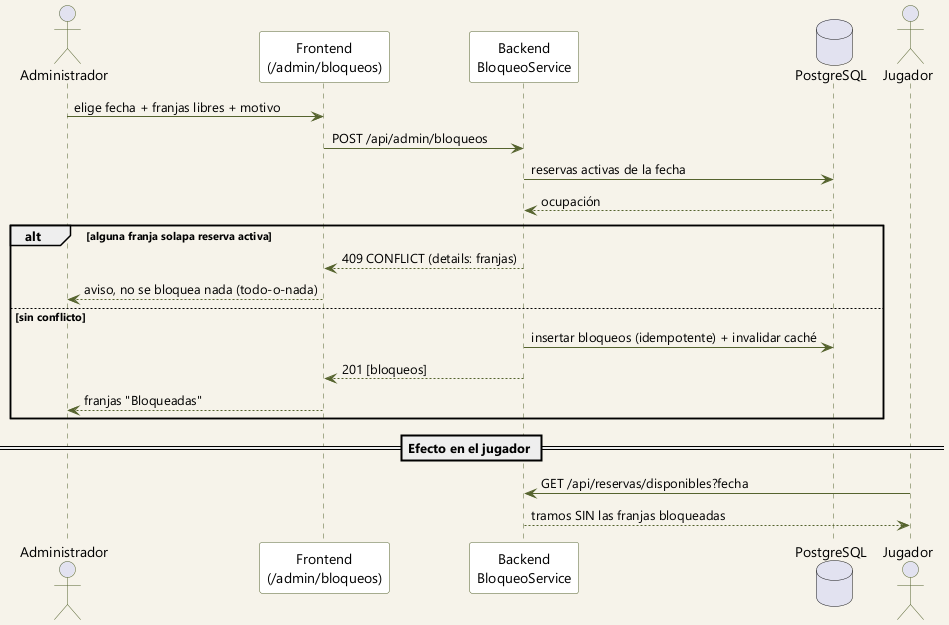 Administrador
Frontend
(/admin/bloqueos)
Backend
BloqueoService
PostgreSQL
Jugador
elige fecha + franjas libres + motivo
POST /api/admin/bloqueos
reservas activas de la fecha
ocupación
alt
[alguna franja solapa reserva activa]
409 CONFLICT (details: franjas)
aviso, no se bloquea nada (todo-o-nada)
[sin conflicto]
insertar bloqueos (idempotente) + invalidar caché
201 [bloqueos]
franjas "Bloqueadas"
Efecto en el jugador
GET /api/reservas/disponibles?fecha
tramos SIN las franjas bloqueadas
Administrador
Frontend
(/admin/bloqueos)
Backend
BloqueoService
PostgreSQL
Jugador